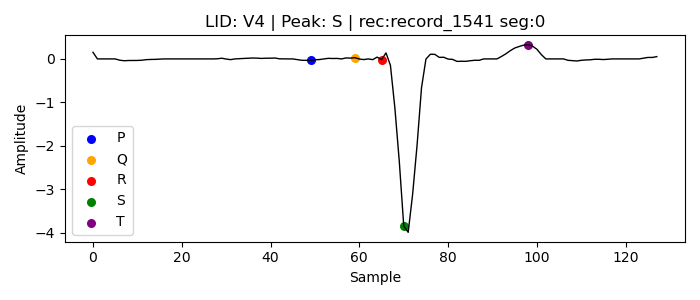 LID: V4 | Peak: S | rec:record_1541 seg:0
Amplitude
0
−1
−2
−3
−4
P
Q
R
S
T
0 20 40 60 80 100 120
Sample